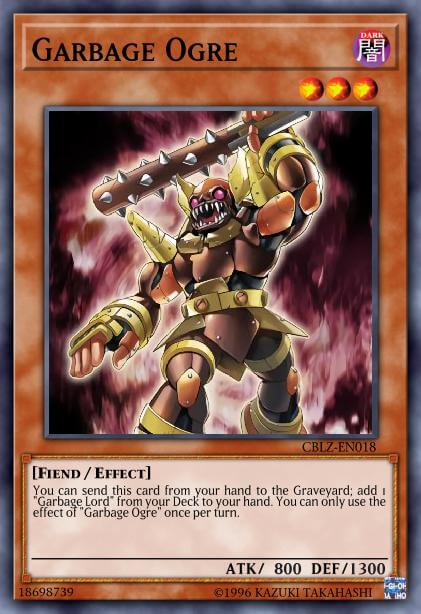 Garbage Ogre
DARK
闇
CBLZ-EN018
[Fiend / Effect]
You can send this card from your hand to the Graveyard; add 1
"Garbage Lord" from your Deck to your hand. You can only use the
effect of "Garbage Ogre" once per turn.
ATK/ 800 DEF/1300
18698739
©1996 KAZUKI TAKAHASHI